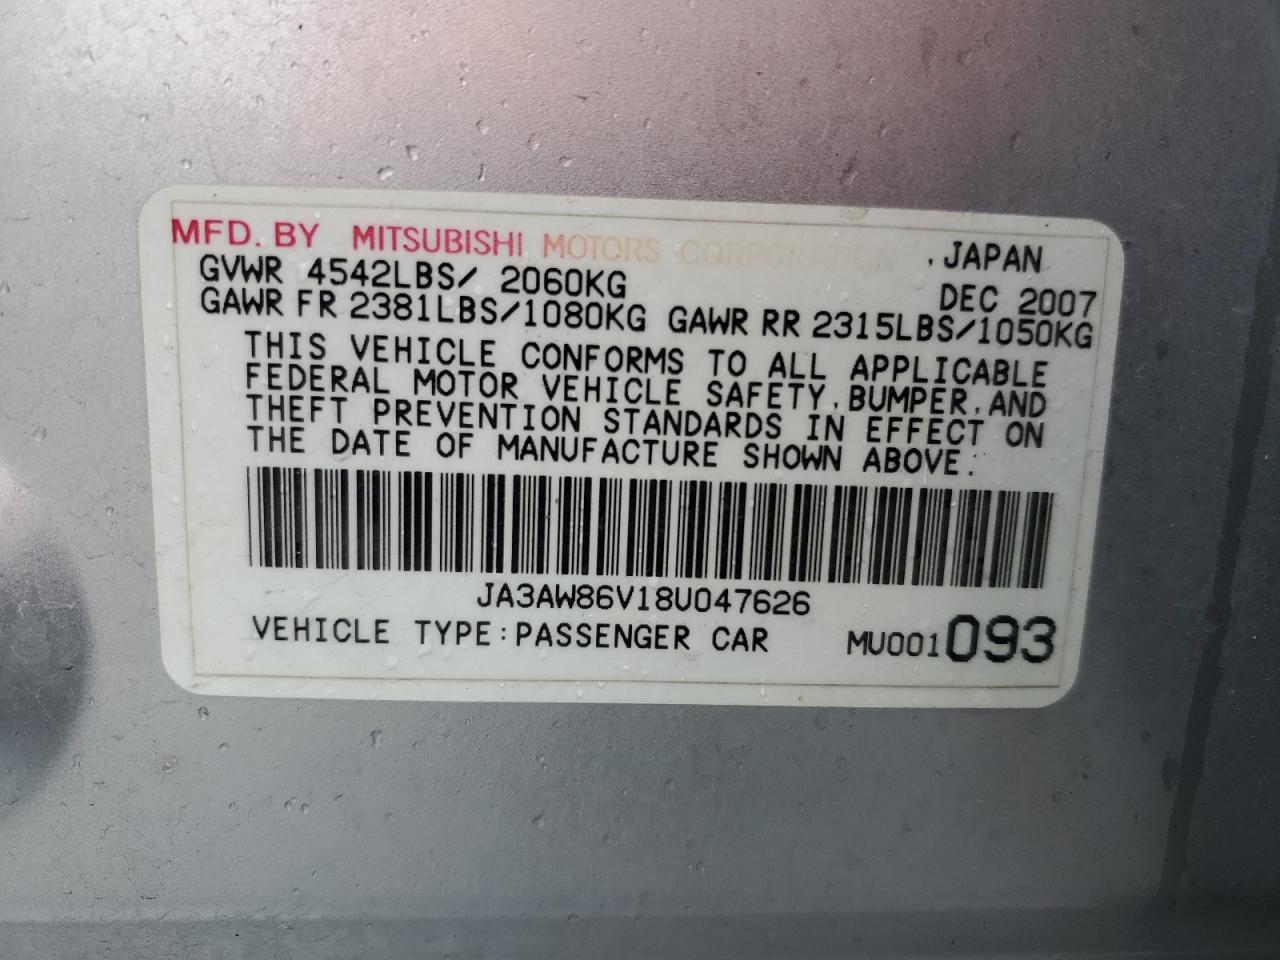 MFD. BY MITSUBISHI MOTORS CORPORATION, JAPAN
GVWR 4542LBS/ 2060KG DEC 2007
GAWR FR 2381LBS/1080KG GAWR RR 2315LBS/1050KG
THIS VEHICLE CONFORMS TO ALL APPLICABLE
FEDERAL MOTOR VEHICLE SAFETY, BUMPER, AND
THEFT PREVENTION STANDARDS IN EFFECT ON
THE DATE OF MANUFACTURE SHOWN ABOVE.
JA3AW86V18U047626
VEHICLE TYPE:PASSENGER CAR MU001093